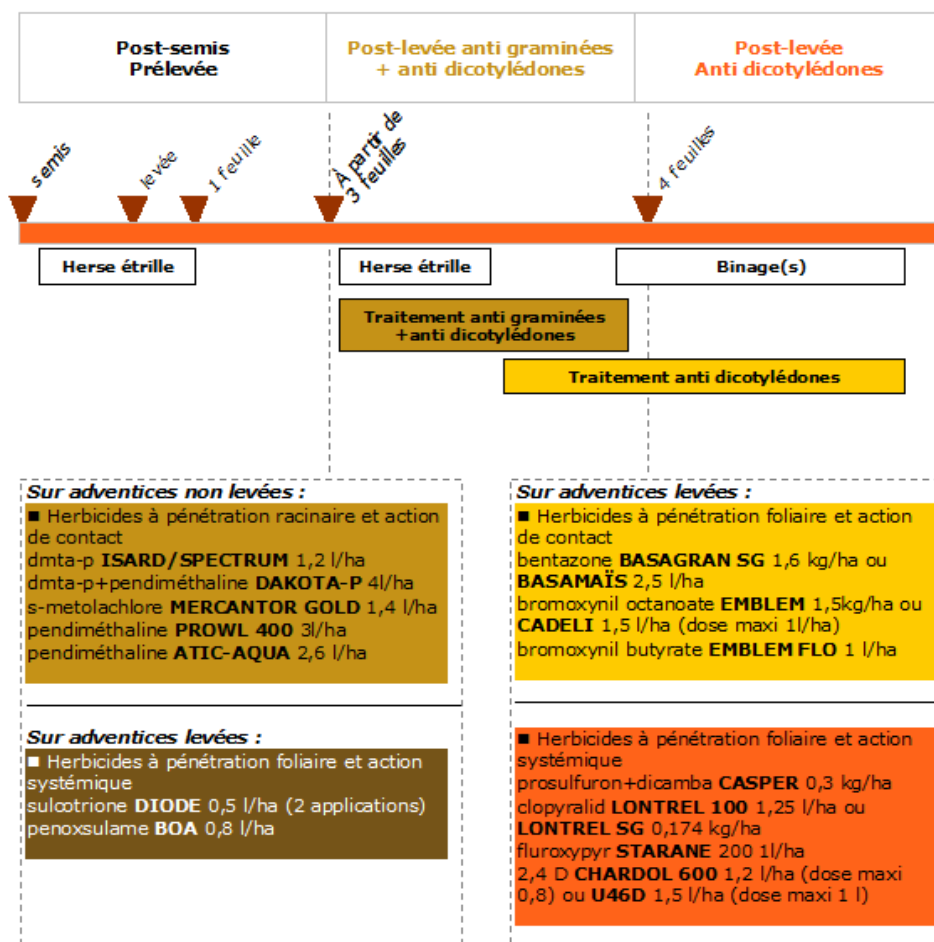 Post-semis
Prélevée
Post-levée anti graminées
+ anti dicotylédones
Post-levée
Anti dicotylédones
semis
levée
1 feuille
À partir de
3 feuilles
4 feuilles
Herse étrille
Herse étrille
Binage(s)
Traitement anti graminées
+anti dicotylédones
Traitement anti dicotylédones
Sur adventices non levées :
■ Herbicides à pénétration racinaire et action
de contact
dmta-p ISARD/SPECTRUM 1,2 l/ha
dmta-p+pendiméthaline DAKOTA-P 4l/ha
s-metolachlore MERCANTOR GOLD 1,4 l/ha
pendiméthaline PROWL 400 3l/ha
pendiméthaline ATIC-AQUA 2,6 l/ha
Sur adventices levées :
■ Herbicides à pénétration foliaire et action
systémique
sulcotrione DIODE 0,5 l/ha (2 applications)
penoxsulame BOA 0,8 l/ha
Sur adventices levées :
■ Herbicides à pénétration foliaire et action
de contact
bentazone BASAGRAN SG 1,6 kg/ha ou
BASAMAÏS 2,5 l/ha
bromoxynil octanoate EMBLEM 1,5kg/ha ou
CADELI 1,5 l/ha (dose maxi 1l/ha)
bromoxynil butyrate EMBLEM FLO 1 l/ha
■ Herbicides à pénétration foliaire et action
systémique
prosulfuron+dicamba CASPER 0,3 kg/ha
clopyralid LONTREL 100 1,25 l/ha ou
LONTREL SG 0,174 kg/ha
fluroxypyr STARANE 200 1l/ha
2,4 D CHARDOL 600 1,2 l/ha (dose maxi
0,8) ou U46D 1,5 l/ha (dose maxi 1 l)